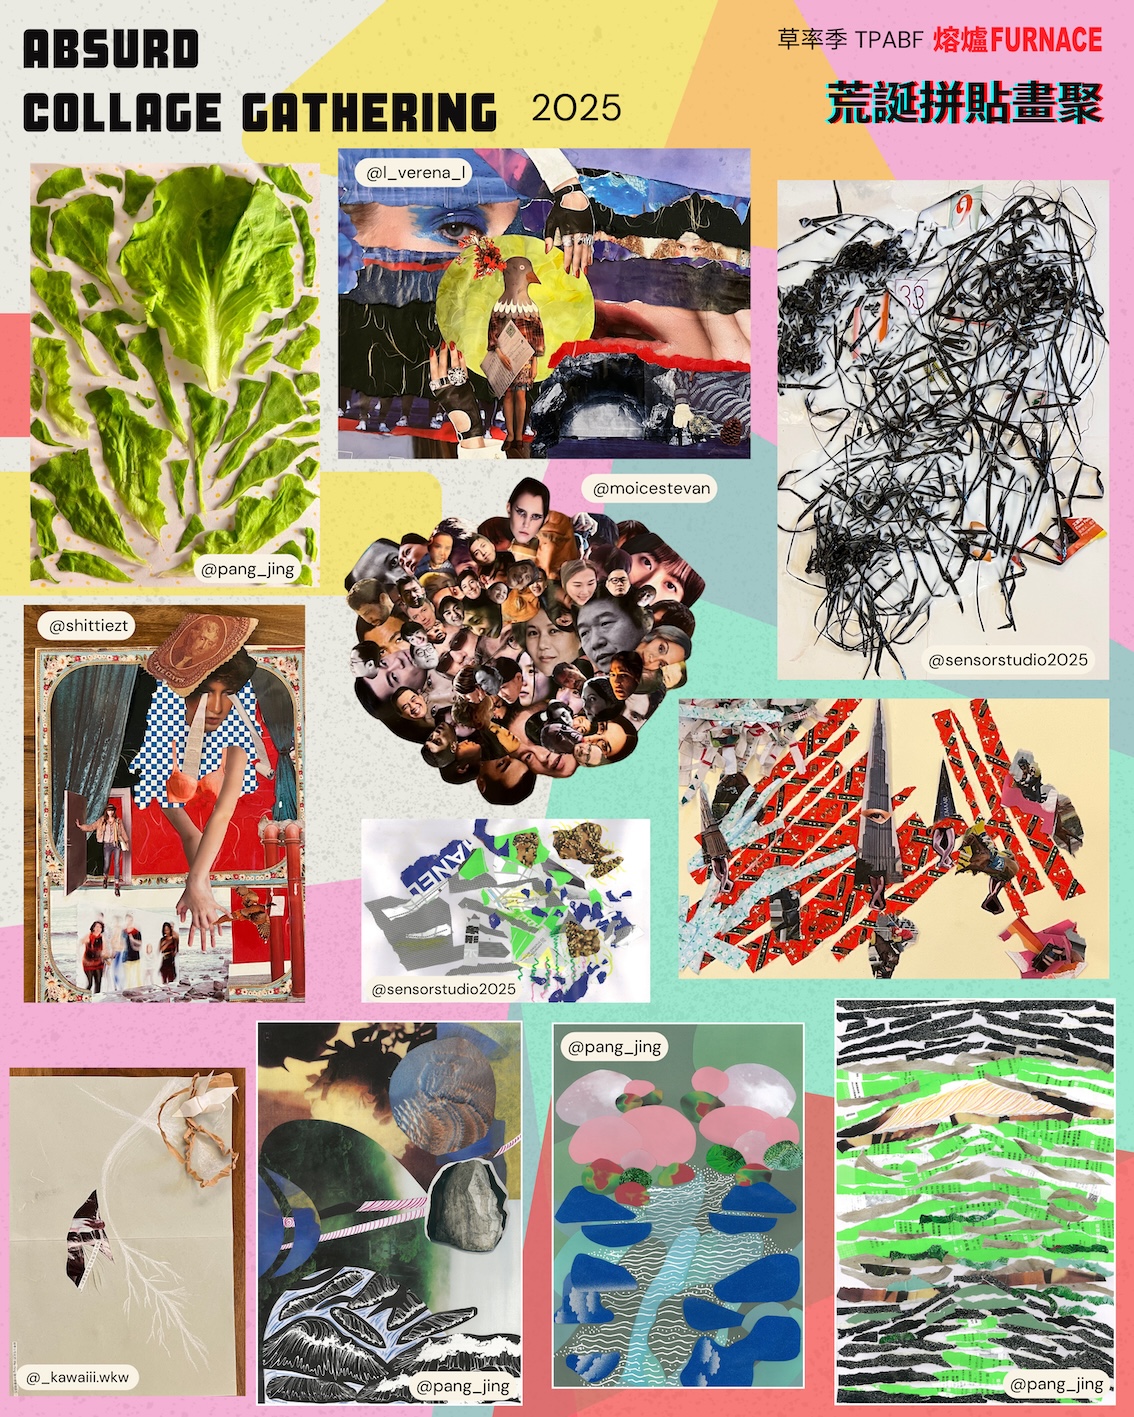 ABSURD
COLLAGE GATHERING 2025
草率季 TPABF 熔爐FURNACE
荒誕拼貼畫聚
@l_verena_l
33
@pang_jing
@moicestevan
@sensorstudio2025
@shittiezt
@sensorstudio2025
@pang_jing
@_kawaiii.wkw
@pang_jing
@pang_jing